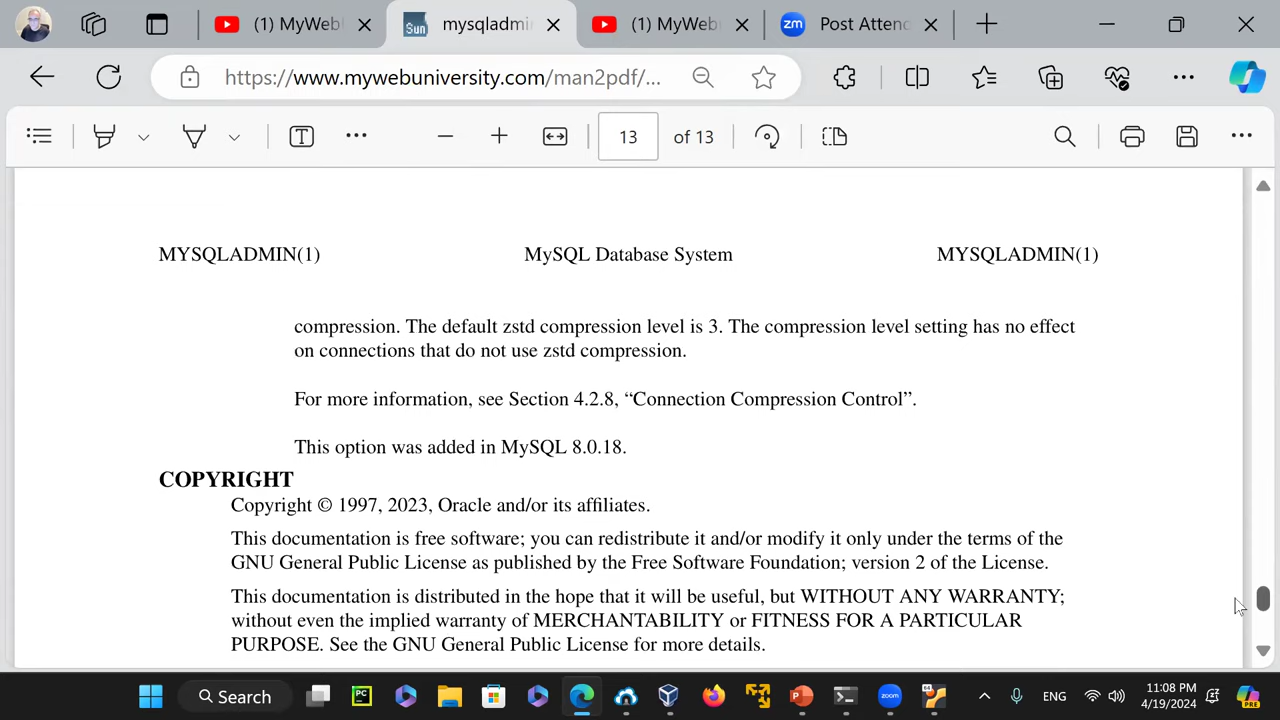 (1) MyWeb
mysqladmin
(1) MyWeb
zm
Post Attend
Sun
https://www.mywebuniversity.com/man2pdf/...
13 of 13
MYSQLADMIN(1) MySQL Database System MYSQLADMIN(1)
compression. The default zstd compression level is 3. The compression level setting has no effect
on connections that do not use zstd compression.
For more information, see Section 4.2.8, “Connection Compression Control”.
This option was added in MySQL 8.0.18.
COPYRIGHT
Copyright © 1997, 2023, Oracle and/or its affiliates.
This documentation is free software; you can redistribute it and/or modify it only under the terms of the
GNU General Public License as published by the Free Software Foundation; version 2 of the License.
This documentation is distributed in the hope that it will be useful, but WITHOUT ANY WARRANTY;
without even the implied warranty of MERCHANTABILITY or FITNESS FOR A PARTICULAR
PURPOSE. See the GNU General Public License for more details.
Search
PC
zoom
ENG
11:08 PM
4/19/2024
PRE